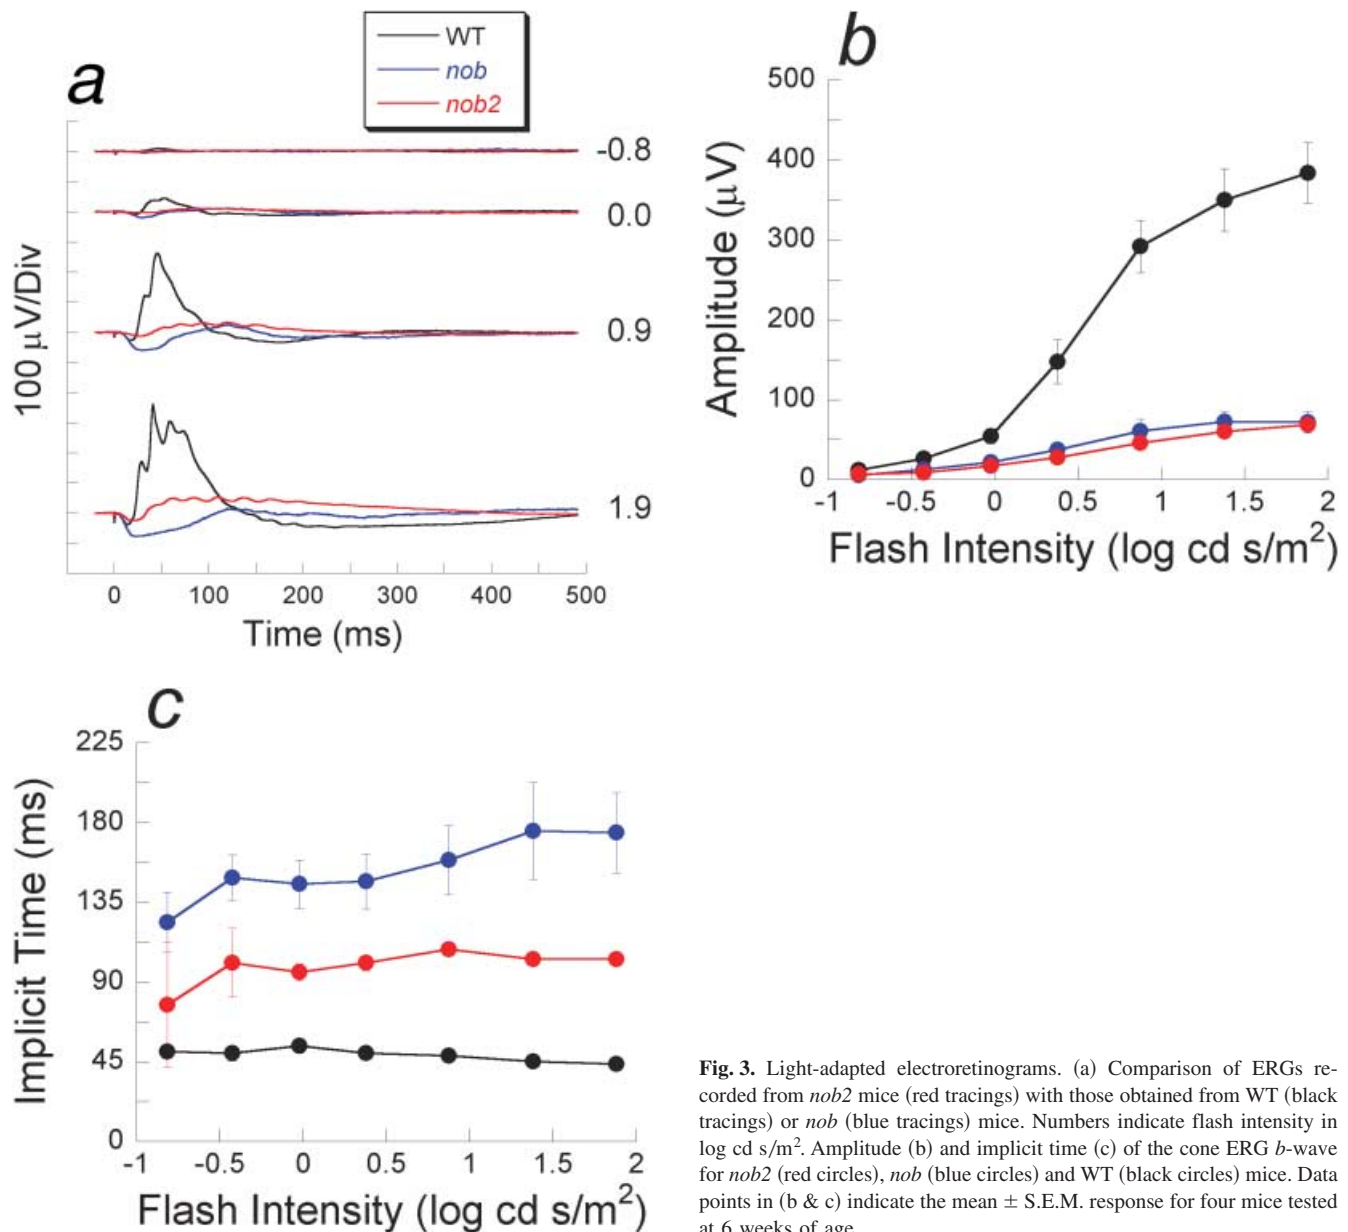 a
WT
nob
nob2
-0.8
0.0
0.9
1.9
100 μV/Div
0 100 200 300 400 500
Time (ms)
b
500
400
300
200
100
0
Amplitude (μV)
-1 -0.5 0 0.5 1 1.5 2
Flash Intensity (log cd s/m²)
c
225
180
135
90
45
0
Implicit Time (ms)
-1 -0.5 0 0.5 1 1.5 2
Flash Intensity (log cd s/m²)
Fig. 3. Light-adapted electroretinograms. (a) Comparison of ERGs re-
corded from nob2 mice (red tracings) with those obtained from WT (black
tracings) or nob (blue tracings) mice. Numbers indicate flash intensity in
log cd s/m². Amplitude (b) and implicit time (c) of the cone ERG b-wave
for nob2 (red circles), nob (blue circles) and WT (black circles) mice. Data
points in (b & c) indicate the mean ± S.E.M. response for four mice tested
at 6 weeks of age